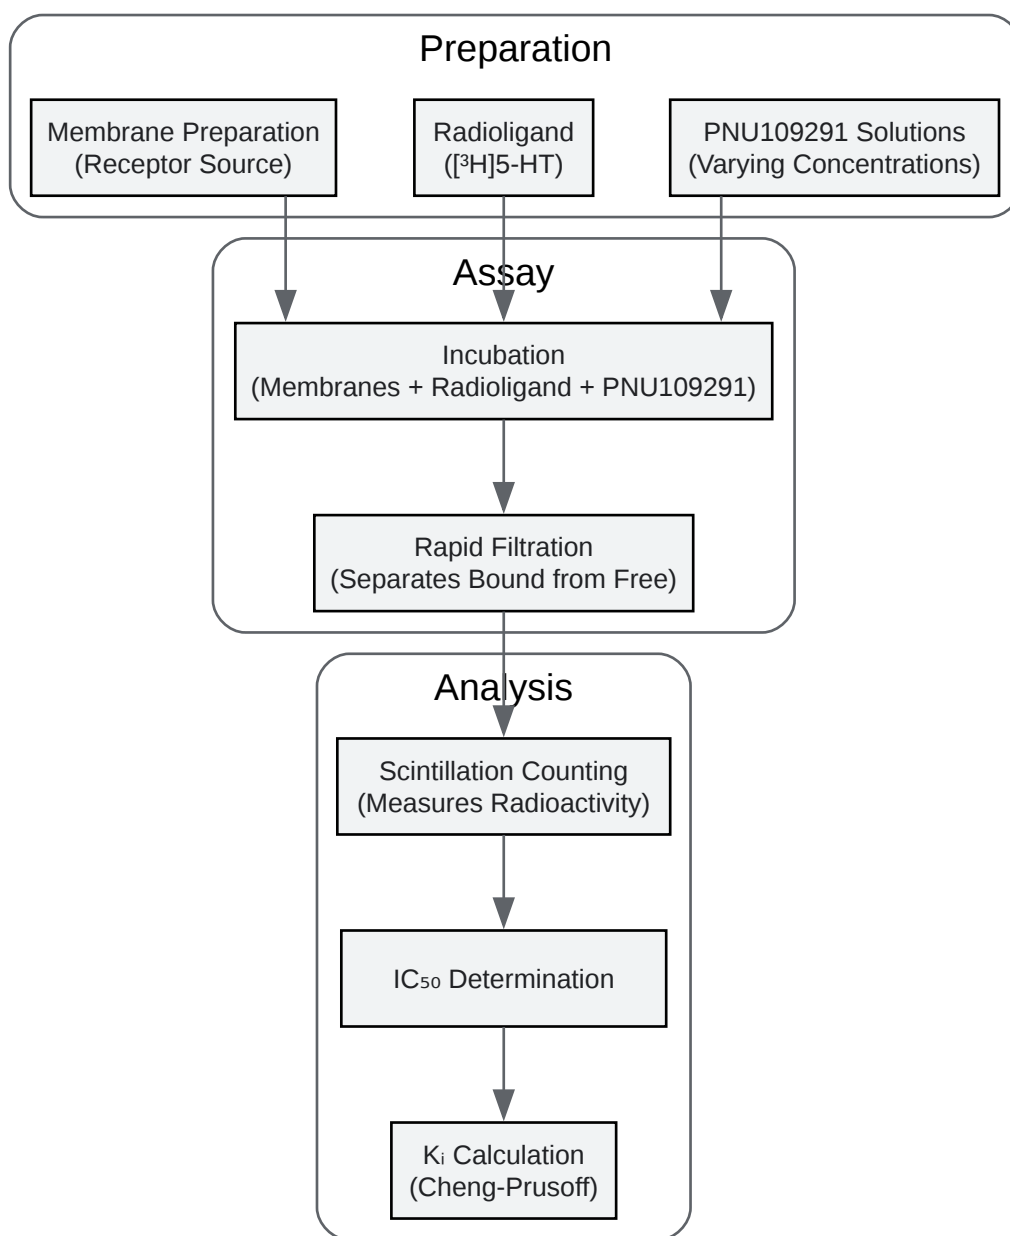 Preparation
Membrane Preparation
(Receptor Source)
Radioligand
([³H]5-HT)
PNU109291 Solutions
(Varying Concentrations)
Assay
Incubation
(Membranes + Radioligand + PNU109291)
Rapid Filtration
(Separates Bound from Free)
Analysis
Scintillation Counting
(Measures Radioactivity)
IC₅₀ Determination
Kᵢ Calculation
(Cheng-Prusoff)